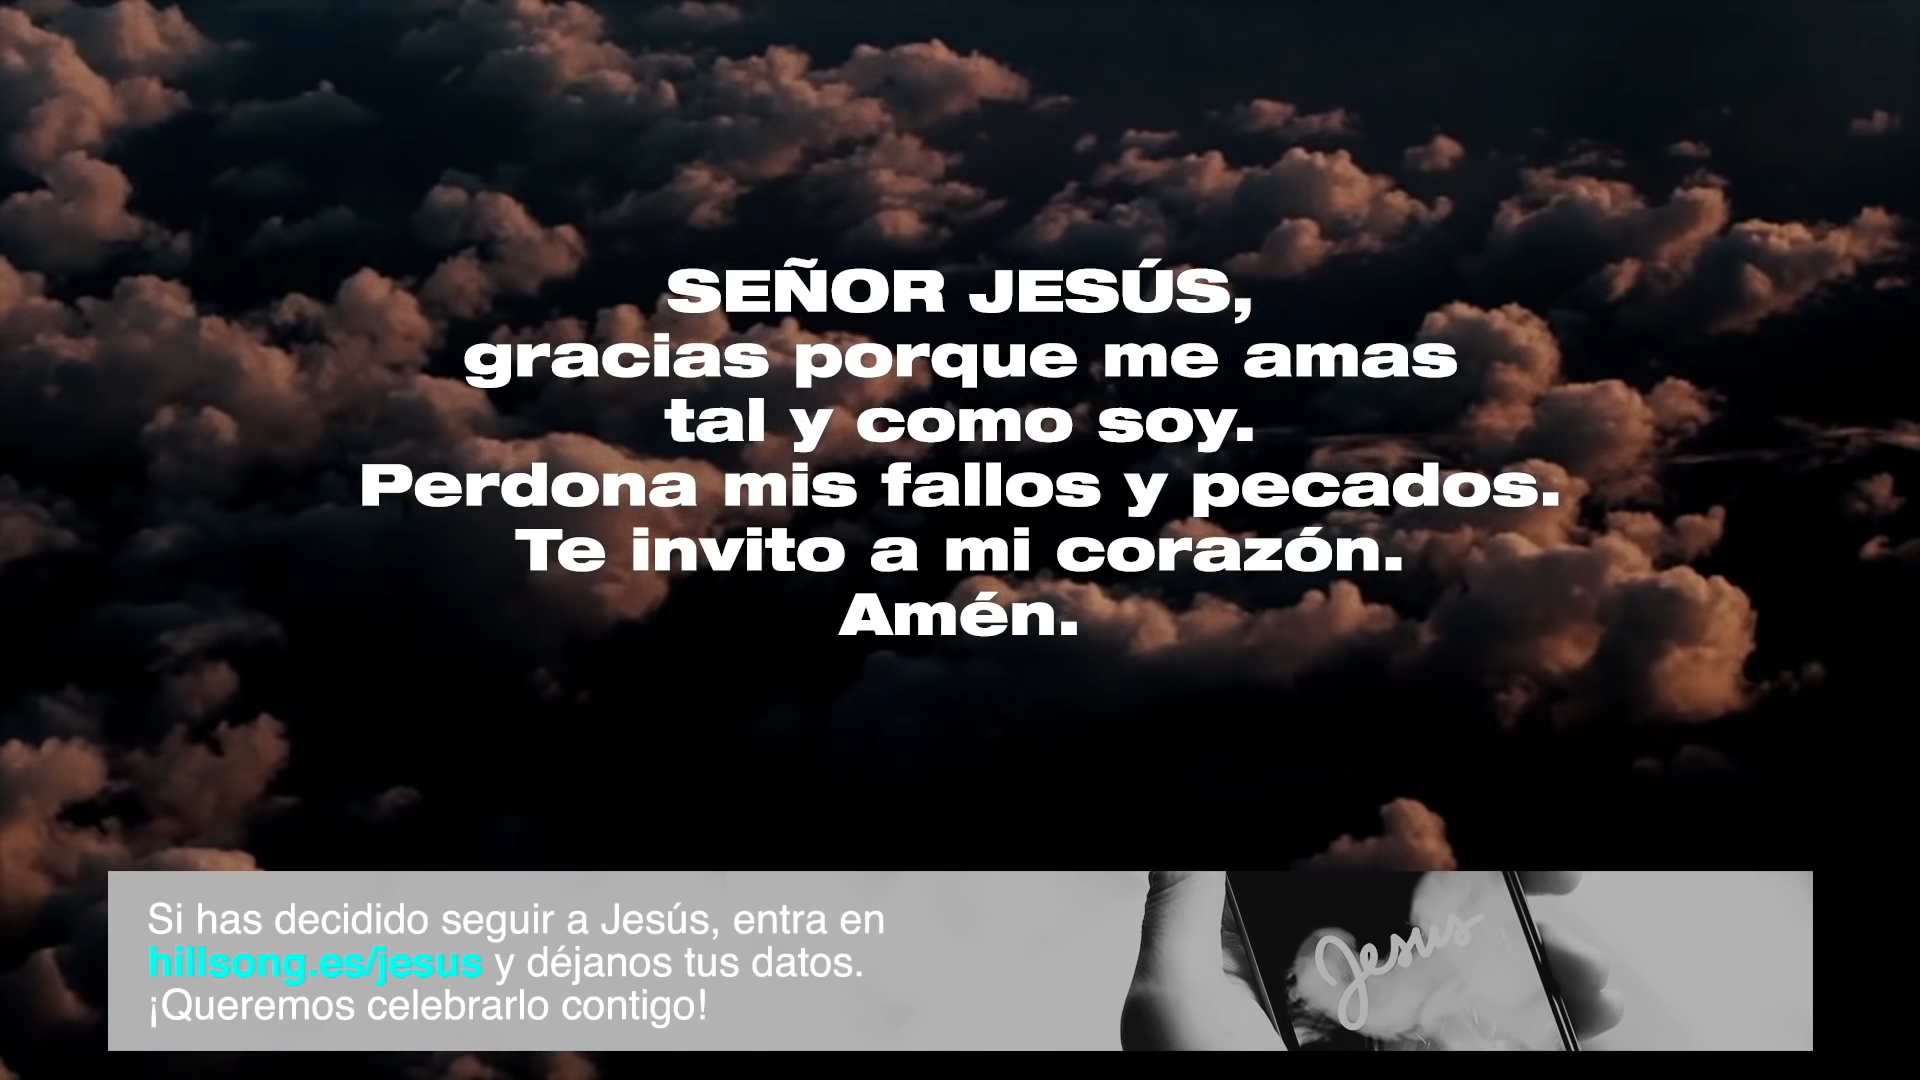 SEÑOR JESÚS,
gracias porque me amas
tal y como soy.
Perdona mis fallos y pecados.
Te invito a mi corazón.
Amén.
Si has decidido seguir a Jesús, entra en
hillsong.es/jesus y déjanos tus datos.
¡Queremos celebrarlo contigo!
Jesus